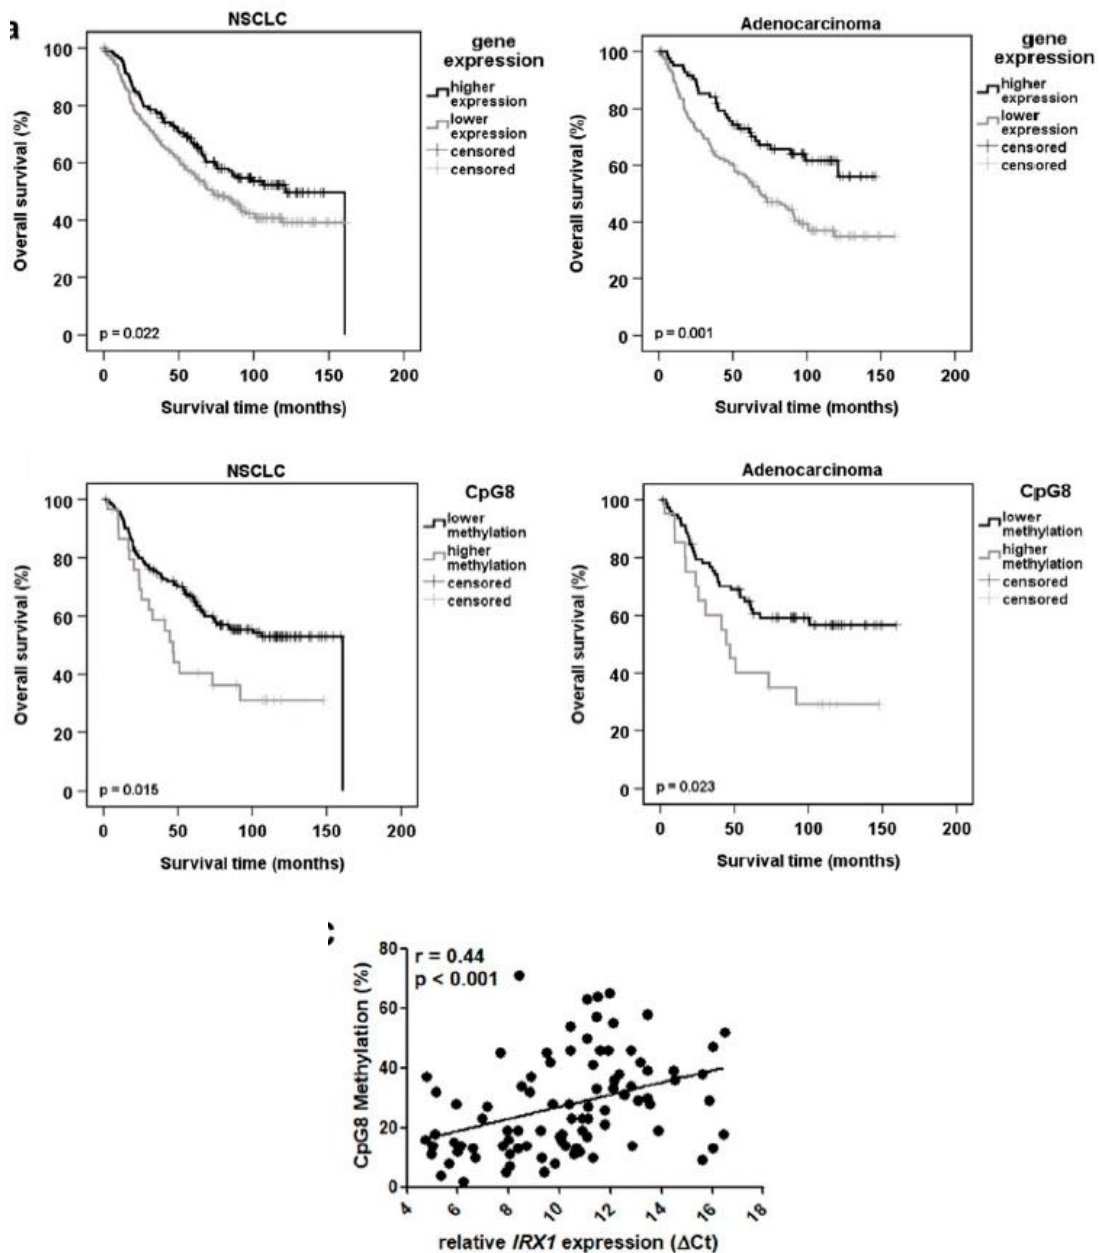 a
NSCLC
gene
expression
higher
expression
lower
expression
censored
censored
100
80
60
40
20
0
Overall survival (%)
p = 0.022
0 50 100 150 200
Survival time (months)
Adenocarcinoma
gene
expression
higher
expression
lower
expression
censored
censored
100
80
60
40
20
0
Overall survival (%)
p = 0.001
0 50 100 150 200
Survival time (months)
NSCLC
CpG8
lower
methylation
higher
methylation
censored
censored
100
80
60
40
20
0
Overall survival (%)
p = 0.015
0 50 100 150 200
Survival time (months)
Adenocarcinoma
CpG8
lower
methylation
higher
methylation
censored
censored
100
80
60
40
20
0
Overall survival (%)
p = 0.023
0 50 100 150 200
Survival time (months)
r = 0.44
p < 0.001
80
60
40
20
0
CpG8 Methylation (%)
4 6 8 10 12 14 16 18
relative IRX1 expression (ΔCt)